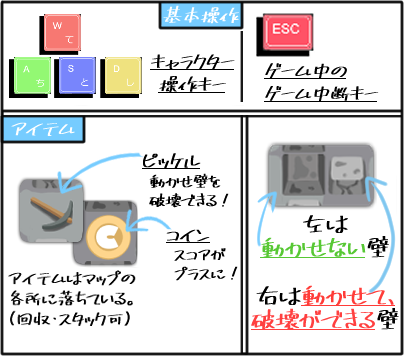 基本操作
W
て
A
ち
S
と
D
し
キャラクター
操作キー
ESC
ゲーム中の
ゲーム中断キー
アイテム
ピッケル
動かせ壁を
破壊できる！
コイン
スコアが
プラスに！
アイテムはマップの
各所に落ちている。
(回収・スタック可)
左は
動かせない壁
右は動かせて、
破壊ができる壁